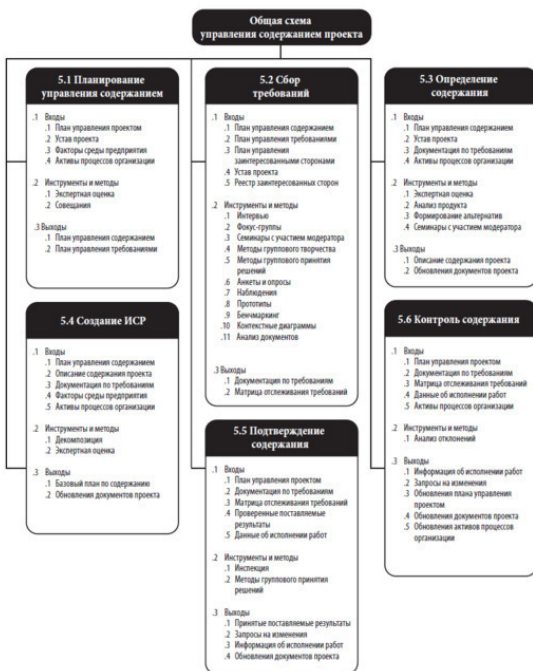 Общая схема
управления содержанием проекта
5.1 Планирование
управления содержанием
.1 Входы
.1 План управления проектом
.2 Устав проекта
.3 Факторы среды предприятия
.4 Активы процессов организации
.2 Инструменты и методы
.1 Экспертная оценка
.2 Совещания
.3 Выходы
.1 План управления содержанием
.2 План управления требованиями
5.2 Сбор
требований
.1 Входы
.1 План управления содержанием
.2 План управления требованиями
.3 План управления
заинтересованными сторонами
.4 Устав проекта
.5 Реестр заинтересованных сторон
.2 Инструменты и методы
.1 Интервью
.2 Фокус-группы
.3 Семинары с участием модератора
.4 Методы группового творчества
.5 Методы группового принятия
решений
.6 Анкеты и опросы
.7 Наблюдения
.8 Прототипы
.9 Бенчмаркинг
.10 Контекстные диаграммы
.11 Анализ документов
.3 Выходы
.1 Документация по требованиям
.2 Матрица отслеживания требований
5.3 Определение
содержания
.1 Входы
.1 План управления содержанием
.2 Устав проекта
.3 Документация по требованиям
.4 Активы процессов организации
.2 Инструменты и методы
.1 Экспертная оценка
.2 Анализ продукта
.3 Формирование альтернатив
.4 Семинары с участием модератора
.3 Выходы
.1 Описание содержания проекта
.2 Обновления документов проекта
5.4 Создание ИСР
.1 Входы
.1 План управления содержанием
.2 Описание содержания проекта
.3 Документация по требованиям
.4 Факторы среды предприятия
.5 Активы процессов организации
.2 Инструменты и методы
.1 Декомпозиция
.2 Экспертная оценка
.3 Выходы
.1 Базовый план по содержанию
.2 Обновления документов проекта
5.5 Подтверждение
содержания
.1 Входы
.1 План управления проектом
.2 Документация по требованиям
.3 Матрица отслеживания требований
.4 Проверенные поставляемые
результаты
.5 Данные об исполнении работ
.2 Инструменты и методы
.1 Инспекция
.2 Методы группового принятия
решений
.3 Выходы
.1 Принятые поставляемые результаты
.2 Запросы на изменения
.3 Информация об исполнении работ
.4 Обновления документов проекта
5.6 Контроль содержания
.1 Входы
.1 План управления проектом
.2 Документация по требованиям
.3 Матрица отслеживания требований
.4 Данные об исполнении работ
.5 Активы процессов организации
.2 Инструменты и методы
.1 Анализ отклонений
.3 Выходы
.1 Информация об исполнении работ
.2 Запросы на изменения
.3 Обновления плана управления
проектом
.4 Обновления документов проекта
.5 Обновления активов процессов
организации